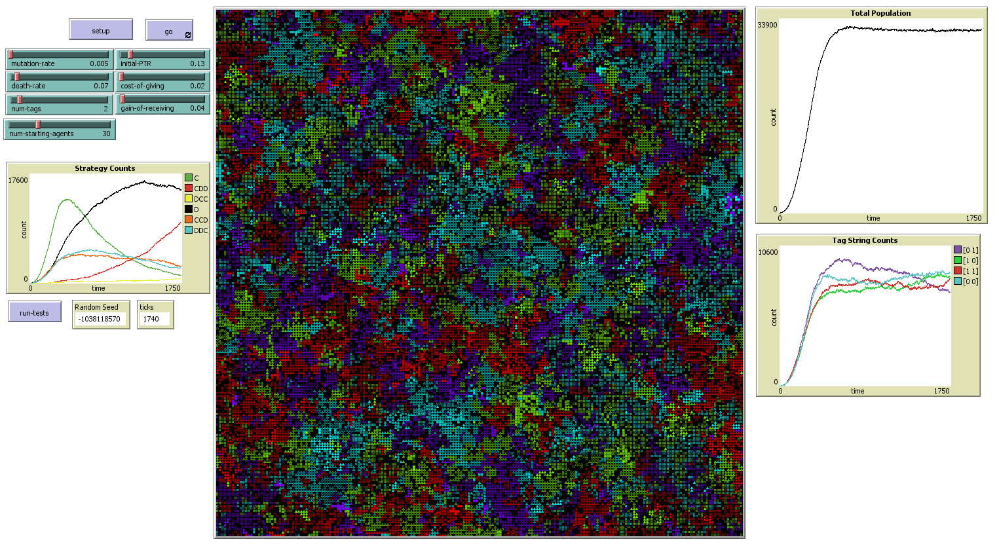 setup
go
mutation-rate 0.005
initial-PTR 0.13
death-rate 0.07
cost-of-giving 0.02
num-tags 2
gain-of-receiving 0.04
num-starting-agents 30
Strategy Counts
17600
count
0
0
time
1750
C
CDD
DCC
D
CCD
DDC
run-tests
Random Seed
-1038118570
ticks
1740
Total Population
33900
count
0
0
time
1750
Tag String Counts
10600
count
0
0
time
1750
[0 1]
[1 0]
[1 1]
[0 0]